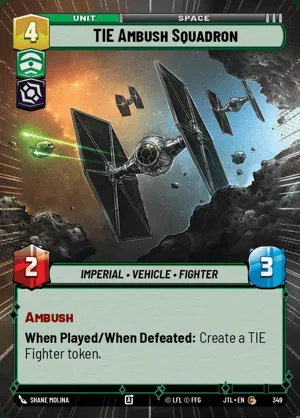 UNIT
SPACE
4
TIE AMBUSH SQUADRON
2
IMPERIAL • VEHICLE • FIGHTER
3
AMBUSH
When Played/When Defeated: Create a TIE
Fighter token.
SHANE MOLINA
© LFL © FFG
JTL • EN
C
349